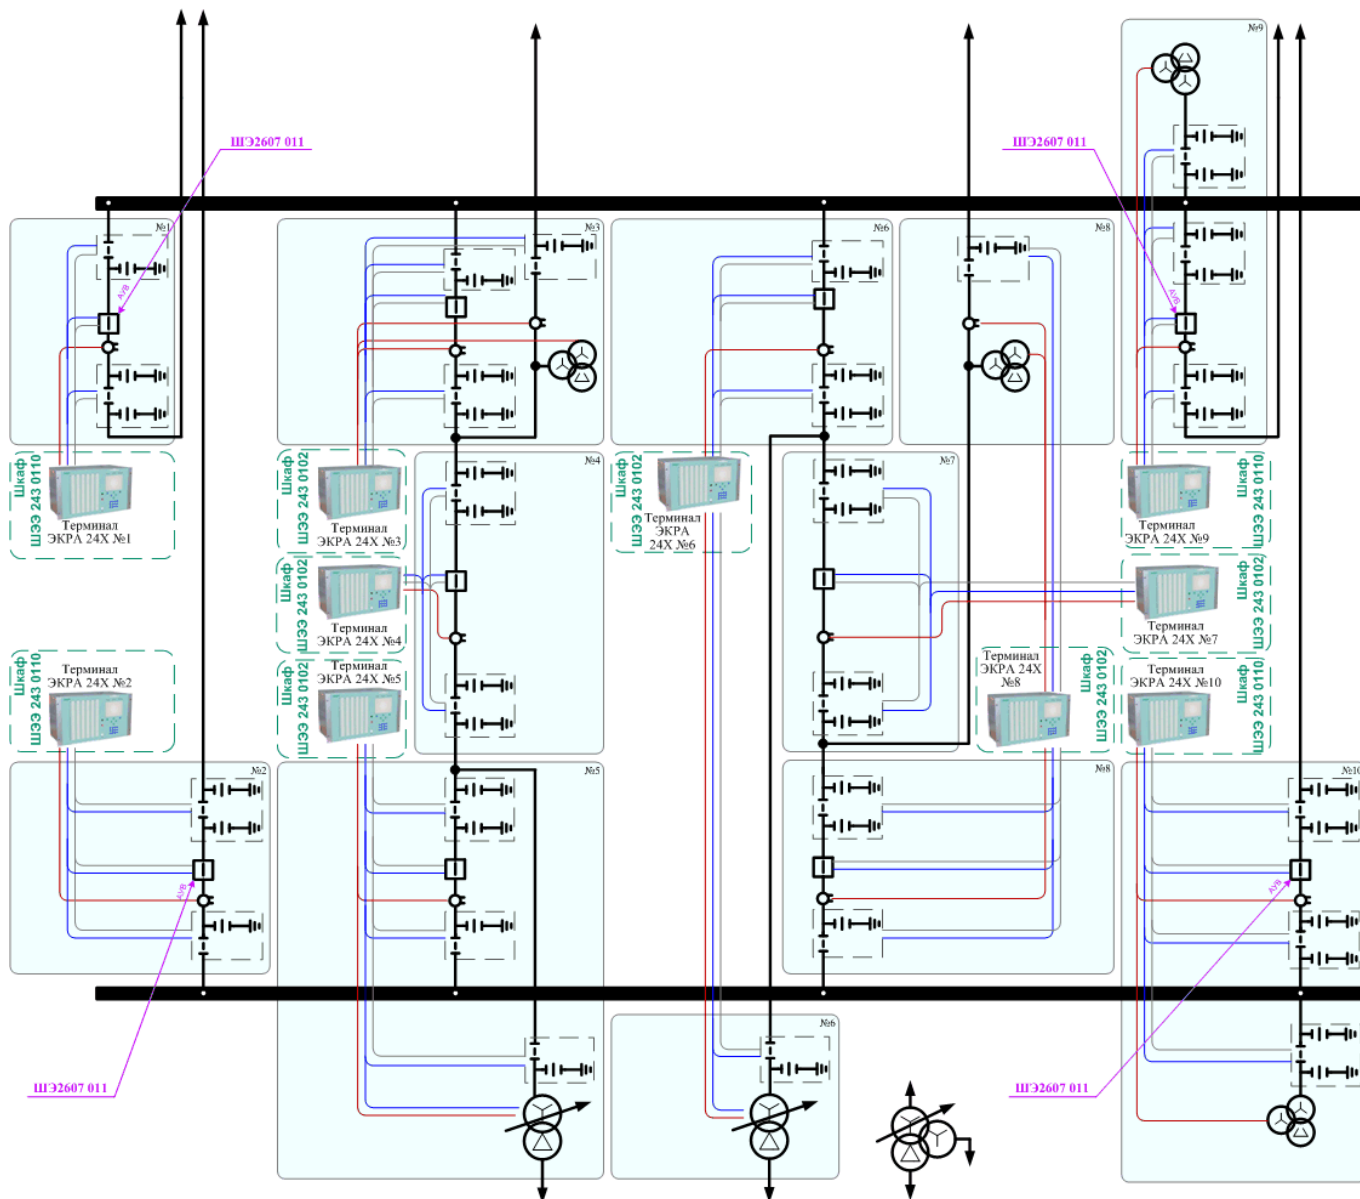 №9
ШЭ2607 011
ШЭ2607 011
№1
№3
№6
№8
АУВ
АУВ
Шкаф
ШЭЭ 243 0110
Терминал
ЭКРА 24Х №1
Шкаф
ШЭЭ 243 0102
Терминал
ЭКРА 24Х №3
№4
Шкаф
ШЭЭ 243 0102
Терминал
ЭКРА
24Х №6
№7
Терминал
ЭКРА 24Х №9
Шкаф
ШЭЭ 243 0110
Шкаф
ШЭЭ 243 0102
Терминал
ЭКРА 24Х №4
Терминал
ЭКРА 24Х №7
Шкаф
ШЭЭ 243 0102
Шкаф
ШЭЭ 243 0110
Терминал
ЭКРА 24Х №2
Шкаф
ШЭЭ 243 0102
Терминал
ЭКРА 24Х №5
Терминал
ЭКРА 24Х
№8
Шкаф
ШЭЭ 243 0102
Терминал
ЭКРА 24Х №10
Шкаф
ШЭЭ 243 0110
№2
№5
№8
№10
АУВ
АУВ
№6
ШЭ2607 011
ШЭ2607 011